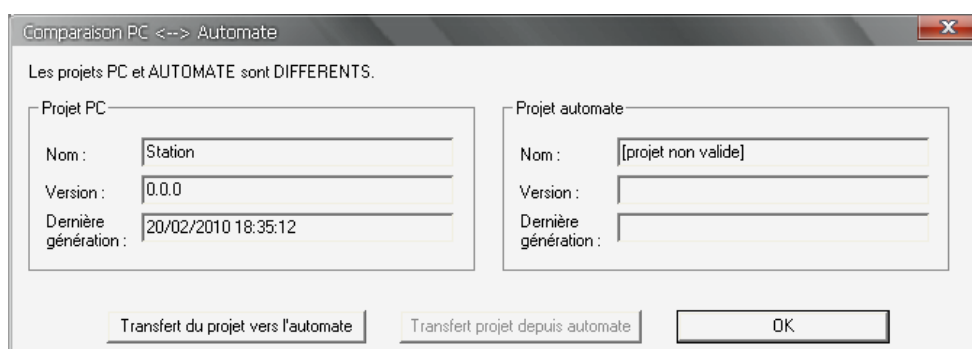 Comparaison PC <--> Automate
Les projets PC et AUTOMATE sont DIFFERENTS.
Projet PC
Nom : Station
Version : 0.0.0
Dernière
génération : 20/02/2010 18:35:12
Projet automate
Nom : [projet non valide]
Version :
Dernière
génération :
Transfert du projet vers l'automate Transfert projet depuis automate OK